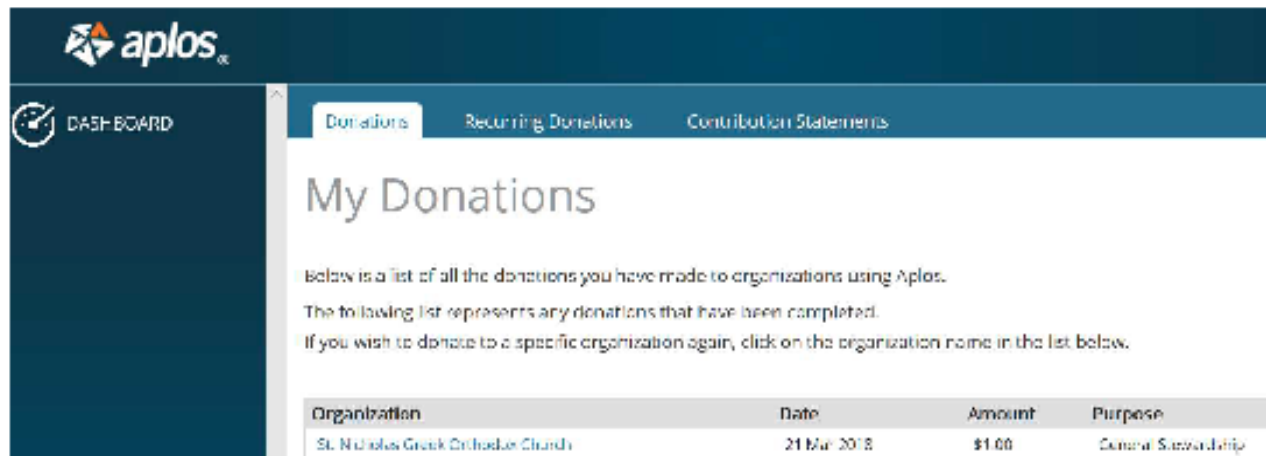 aplos®
DASHBOARD
Donations Recurring Donations Contribution Statements
My Donations
Below is a list of all the donations you have made to organizations using Aplos.
The following list represents any donations that have been completed.
If you wish to donate to a specific organization again, click on the organization name in the list below.
Organization Date Amount Purpose
St. Nicholas Greek Orthodox Church 21 Mar 2018 $1.00 General Stewardship